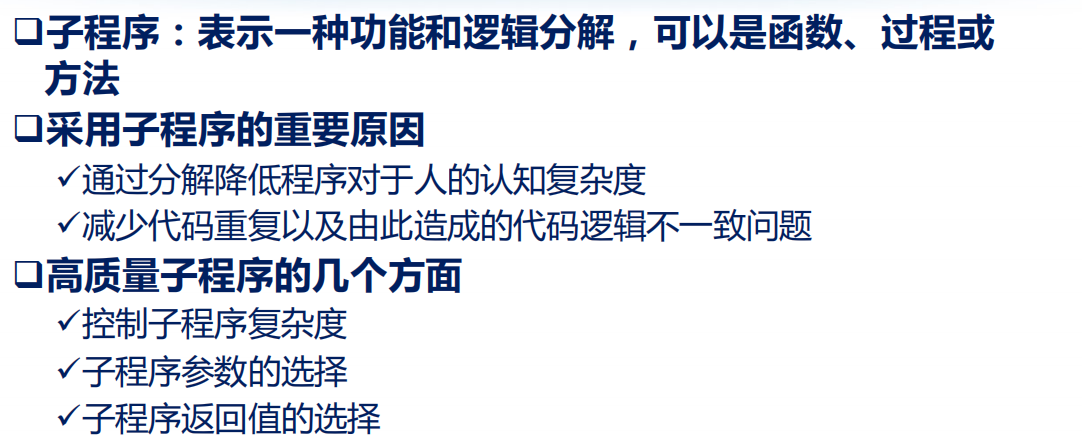 ❑子程序：表示一种功能和逻辑分解，可以是函数、过程或
方法
❑采用子程序的重要原因
✓通过分解降低程序对于人的认知复杂度
✓减少代码重复以及由此造成的代码逻辑不一致问题
❑高质量子程序的几个方面
✓控制子程序复杂度
✓子程序参数的选择
✓子程序返回值的选择